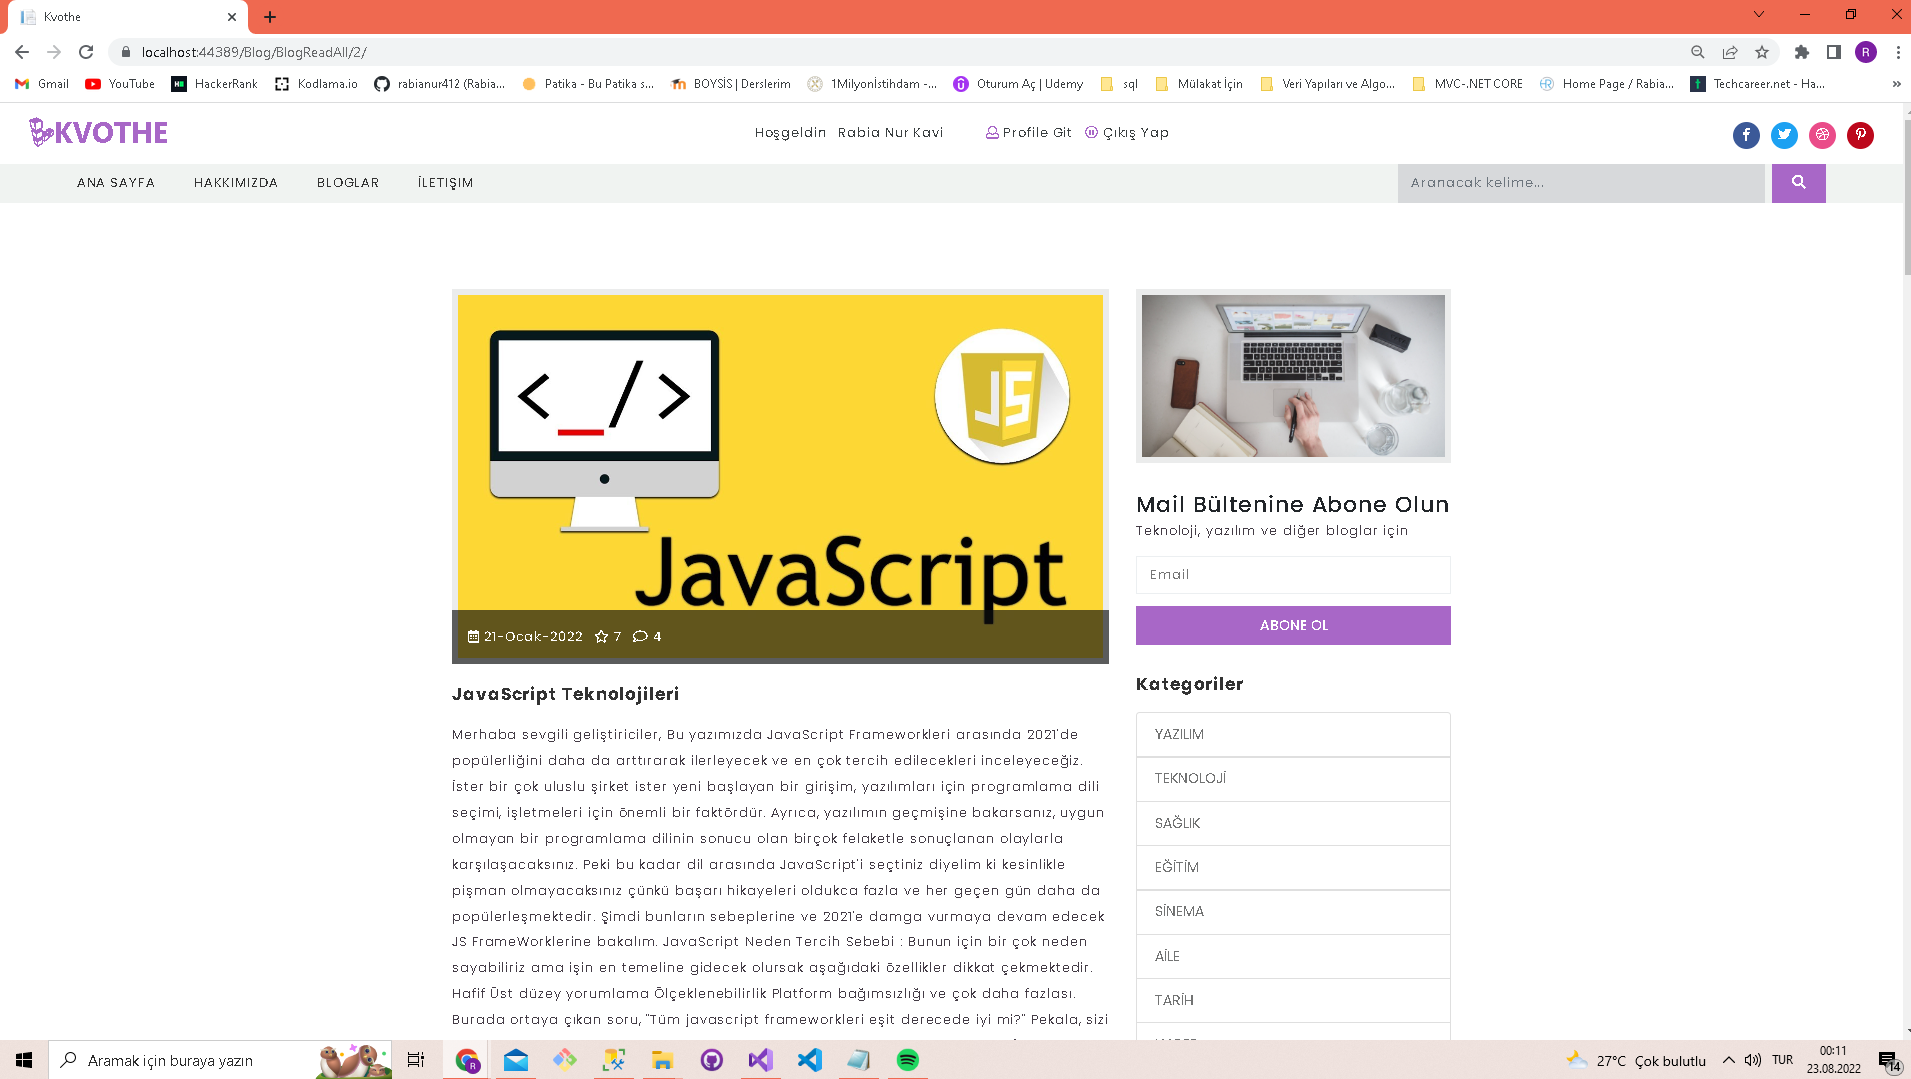 Kvothe
localhost:44389/Blog/BlogReadAll/2/
R
Gmail YouTube HackerRank Kodlama.io rabianur412 (Rabia... Patika - Bu Patika s... BOYSİS | Derslerim 1Milyonİstihdam -... Oturum Aç | Udemy sql Mülakat İçin Veri Yapıları ve Algo... MVC-.NET CORE Home Page / Rabia... Techcareer.net - Ha... »
KVOTHE
Hoşgeldin Rabia Nur Kavi Profile Git Çıkış Yap
ANA SAYFA HAKKIMIZDA BLOGLAR İLETIŞIM Aranacak kelime...
<_/>
JS
JavaScript
21-Ocak-2022 7 4
JavaScript Teknolojileri
Merhaba sevgili geliştiriciler, Bu yazımızda JavaScript Frameworkleri arasında 2021'de
popülerliğini daha da arttırarak ilerleyecek ve en çok tercih edilecekleri inceleyeceğiz.
İster bir çok uluslu şirket ister yeni başlayan bir girişim, yazılımları için programlama dili
seçimi, işletmeleri için önemli bir faktördür. Ayrıca, yazılımın geçmişine bakarsanız, uygun
olmayan bir programlama dilinin sonucu olan birçok felaketle sonuçlanan olaylarla
karşılaşacaksınız. Peki bu kadar dil arasında JavaScript'i seçtiniz diyelim ki kesinlikle
pişman olmayacaksınız çünkü başarı hikayeleri oldukca fazla ve her geçen gün daha da
popülerleşmektedir. Şimdi bunların sebeplerine ve 2021'e damga vurmaya devam edecek
JS FrameWorklerine bakalım. JavaScript Neden Tercih Sebebi : Bunun için bir çok neden
sayabiliriz ama işin en temeline gidecek olursak aşağıdaki özellikler dikkat çekmektedir.
Hafif Üst düzey yorumlama Ölçeklenebilirlik Platform bağımsızlığı ve çok daha fazlası.
Burada ortaya çıkan soru, "Tüm javascript frameworkleri eşit derecede iyi mi?" Pekala, sizi
Mail Bültenine Abone Olun
Teknoloji, yazılım ve diğer bloglar için
Email
ABONE OL
Kategoriler
YAZILIM
TEKNOLOJİ
SAĞLIK
EĞİTİM
SİNEMA
AİLE
TARİH
Aramak için buraya yazın
27°C Çok bulutlu
TUR
00:11
23.08.2022
14